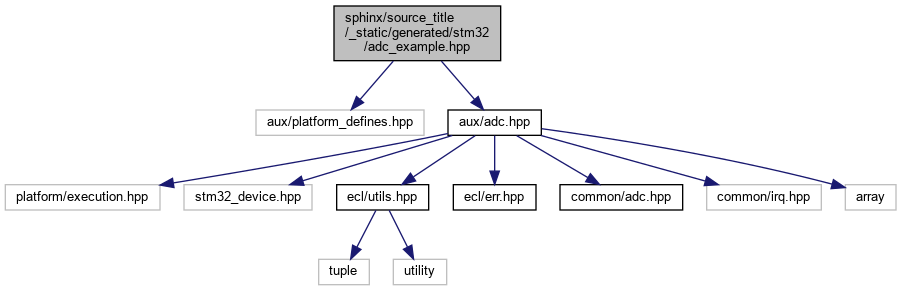 sphinx/source_title
/_static/generated/stm32
/adc_example.hpp
aux/platform_defines.hpp
aux/adc.hpp
platform/execution.hpp
stm32_device.hpp
ecl/utils.hpp
ecl/err.hpp
common/adc.hpp
common/irq.hpp
array
tuple
utility